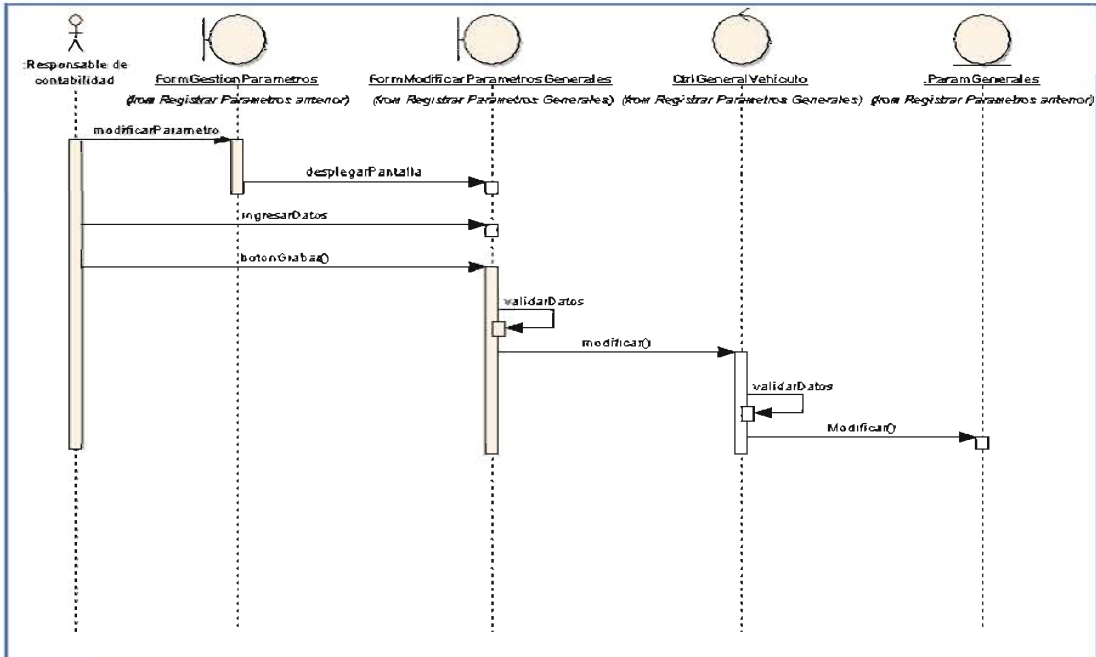 :Responsable de
contabilidad
FormGestionParametros
(from Registrar Parametros anterior)
FormModificarParametrosGenerales
(from Registrar Parametros Generales)
CtrlGeneralVehiculo
(from Registrar Parametros Generales)
:ParamGenerales
(from Registrar Parametros anterior)
modificarParametro
desplegarPantalla
ingresarDatos
botonGrabar()
validarDatos
modificar()
validarDatos
Modificar()